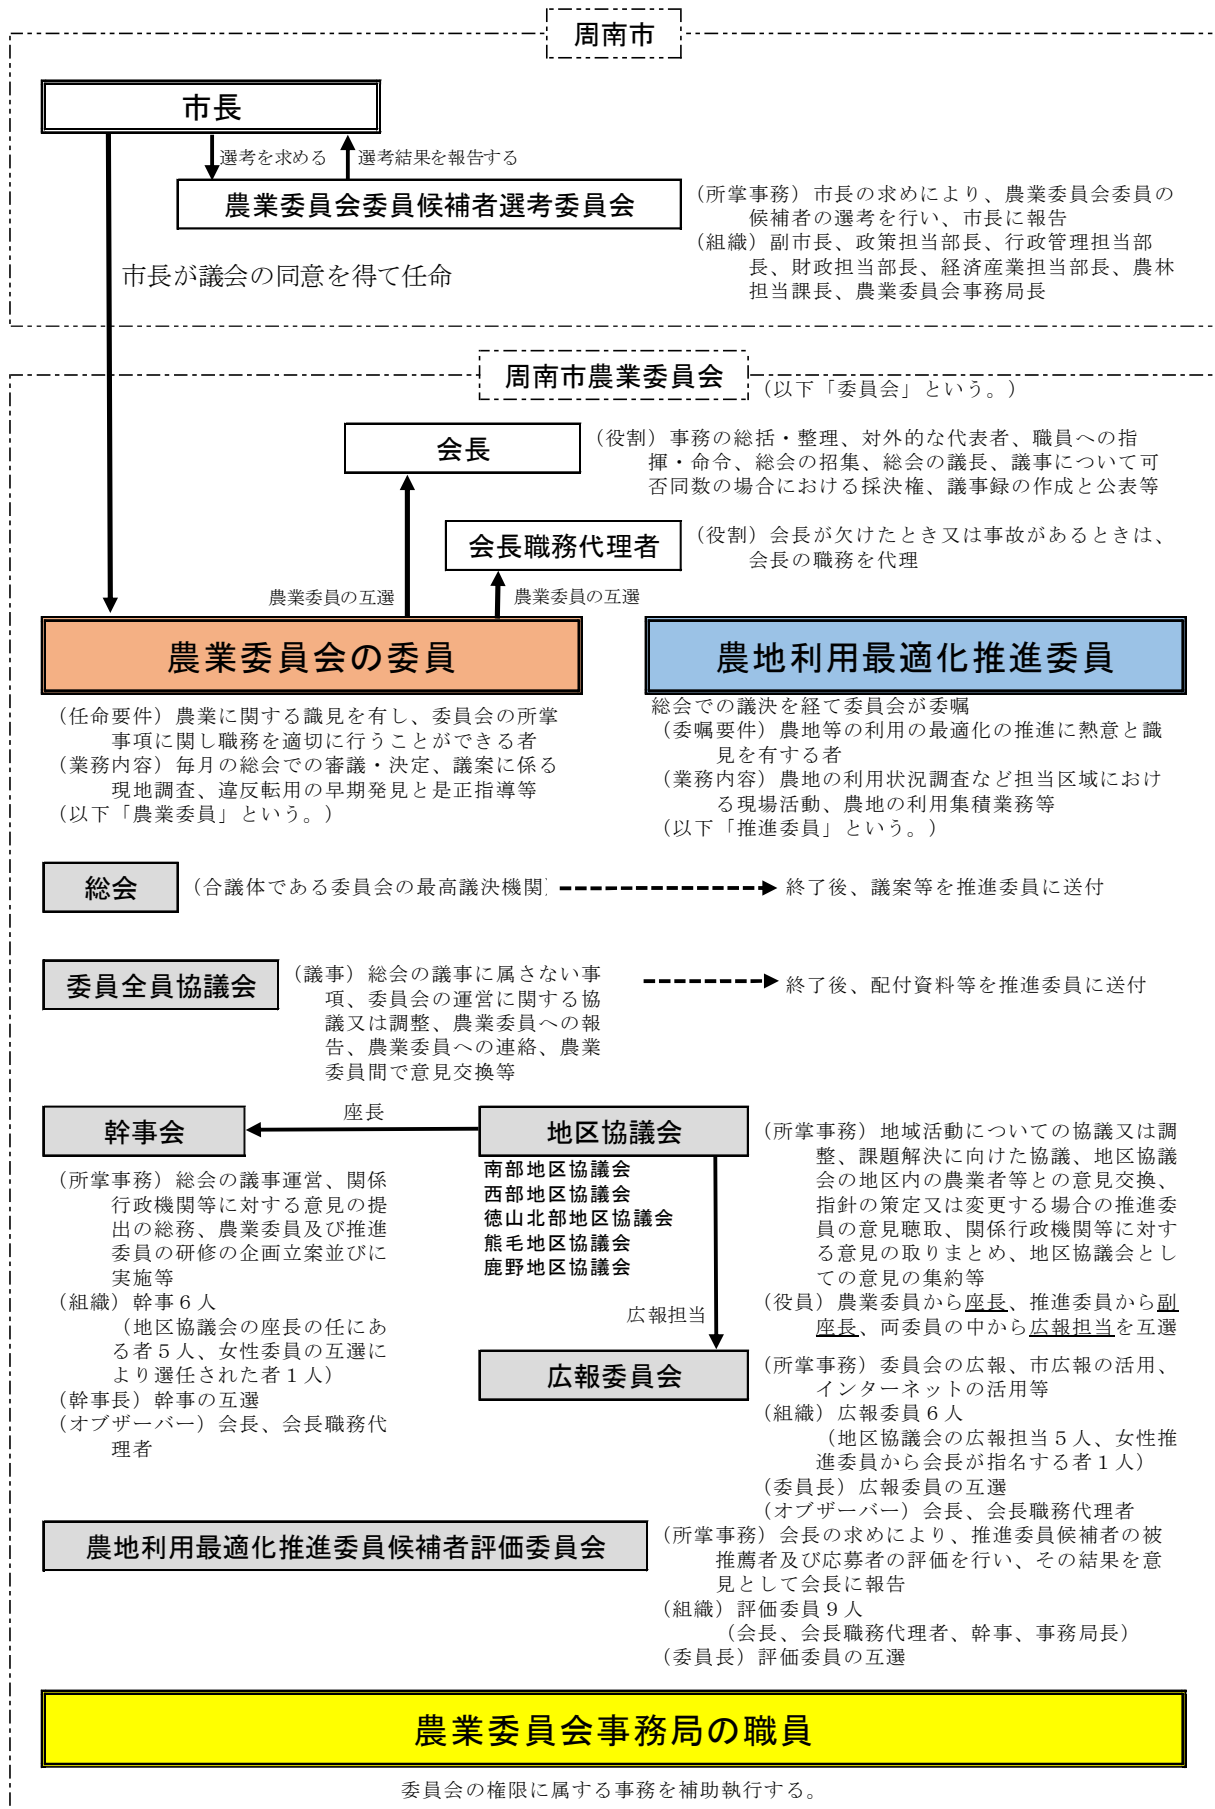 周南市
市長
選考を求める
選考結果を報告する
農業委員会委員候補者選考委員会
（所掌事務）市長の求めにより、農業委員会委員の
候補者の選考を行い、市長に報告
（組織）副市長、政策担当部長、行政管理担当部
長、財政担当部長、経済産業担当部長、農林
担当課長、農業委員会事務局長
市長が議会の同意を得て任命
周南市農業委員会
（以下「委員会」という。）
会長
（役割）事務の総括・整理、対外的な代表者、職員への指
揮・命令、総会の招集、総会の議長、議事について可
否同数の場合における採決権、議事録の作成と公表等
会長職務代理者
（役割）会長が欠けたとき又は事故があるときは、
会長の職務を代理
農業委員の互選
農業委員の互選
農業委員会の委員
（任命要件）農業に関する識見を有し、委員会の所掌
事項に関し職務を適切に行うことができる者
（業務内容）毎月の総会での審議・決定、議案に係る
現地調査、違反転用の早期発見と是正指導等
（以下「農業委員」という。）
農地利用最適化推進委員
総会での議決を経て委員会が委嘱
（委嘱要件）農地等の利用の最適化の推進に熱意と識
見を有する者
（業務内容）農地の利用状況調査など担当区域におけ
る現場活動、農地の利用集積業務等
（以下「推進委員」という。）
総会
（合議体である委員会の最高議決機関）
終了後、議案等を推進委員に送付
委員全員協議会
（議事）総会の議事に属さない事
項、委員会の運営に関する協
議又は調整、農業委員への報
告、農業委員への連絡、農業
委員間で意見交換等
終了後、配付資料等を推進委員に送付
幹事会
座長
（所掌事務）総会の議事運営、関係
行政機関等に対する意見の提
出の総務、農業委員及び推進
委員の研修の企画立案並びに
実施等
（組織）幹事６人
（地区協議会の座長の任にあ
る者５人、女性委員の互選に
より選任された者１人）
（幹事長）幹事の互選
（オブザーバー）会長、会長職務代
理者
地区協議会
南部地区協議会
西部地区協議会
徳山北部地区協議会
熊毛地区協議会
鹿野地区協議会
（所掌事務）地域活動についての協議又は調
整、課題解決に向けた協議、地区協議
会の地区内の農業者等との意見交換、
指針の策定又は変更する場合の推進委
員の意見聴取、関係行政機関等に対す
る意見の取りまとめ、地区協議会とし
ての意見の集約等
（役員）農業委員から座長、推進委員から副
座長、両委員の中から広報担当を互選
広報担当
広報委員会
（所掌事務）委員会の広報、市広報の活用、
インターネットの活用等
（組織）広報委員６人
（地区協議会の広報担当５人、女性推
進委員から会長が指名する者１人）
（委員長）広報委員の互選
（オブザーバー）会長、会長職務代理者
農地利用最適化推進委員候補者評価委員会
（所掌事務）会長の求めにより、推進委員候補者の被
推薦者及び応募者の評価を行い、その結果を意
見として会長に報告
（組織）評価委員９人
（会長、会長職務代理者、幹事、事務局長）
（委員長）評価委員の互選
農業委員会事務局の職員
委員会の権限に属する事務を補助執行する。